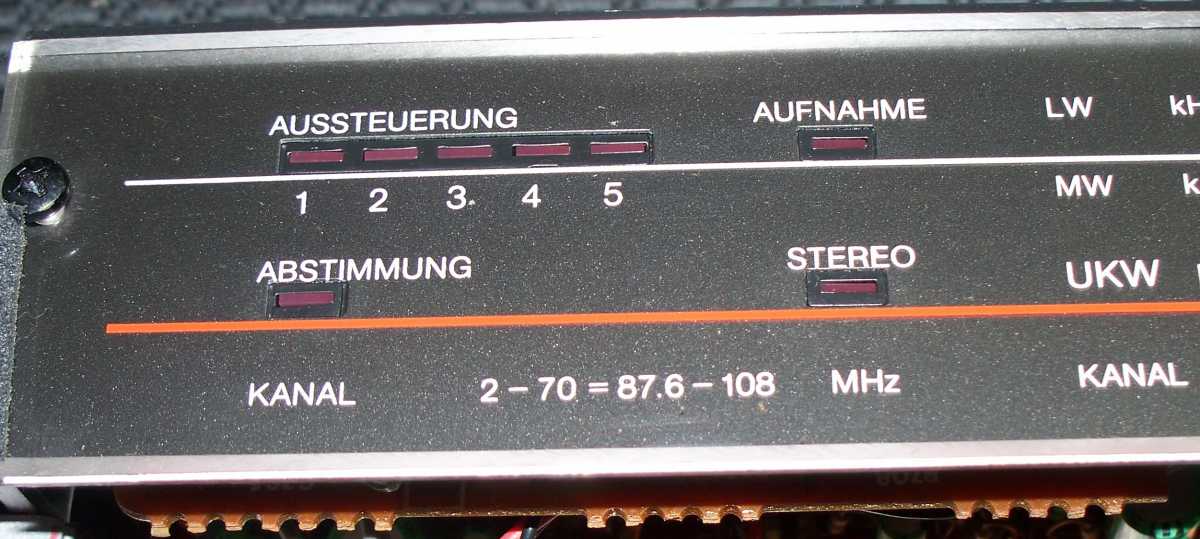 AUSSTEUERUNG AUFNAHME LW kH
1 2 3 4 5 MW k
ABSTIMMUNG STEREO UKW
KANAL 2 – 70 = 87.6 – 108 MHz KANAL